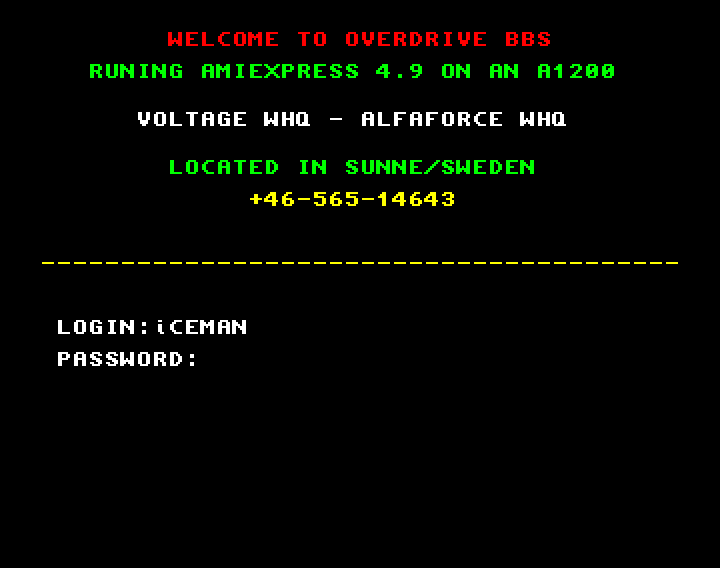 WELCOME TO OVERDRIVE BBS
RUNING AMIEXPRESS 4.9 ON AN A1200
VOLTAGE WHQ - ALFAFORCE WHQ
LOCATED IN SUNNE/SWEDEN
+46-565-14643
----------------------------------------
LOGIN:iCEMAN
PASSWORD: